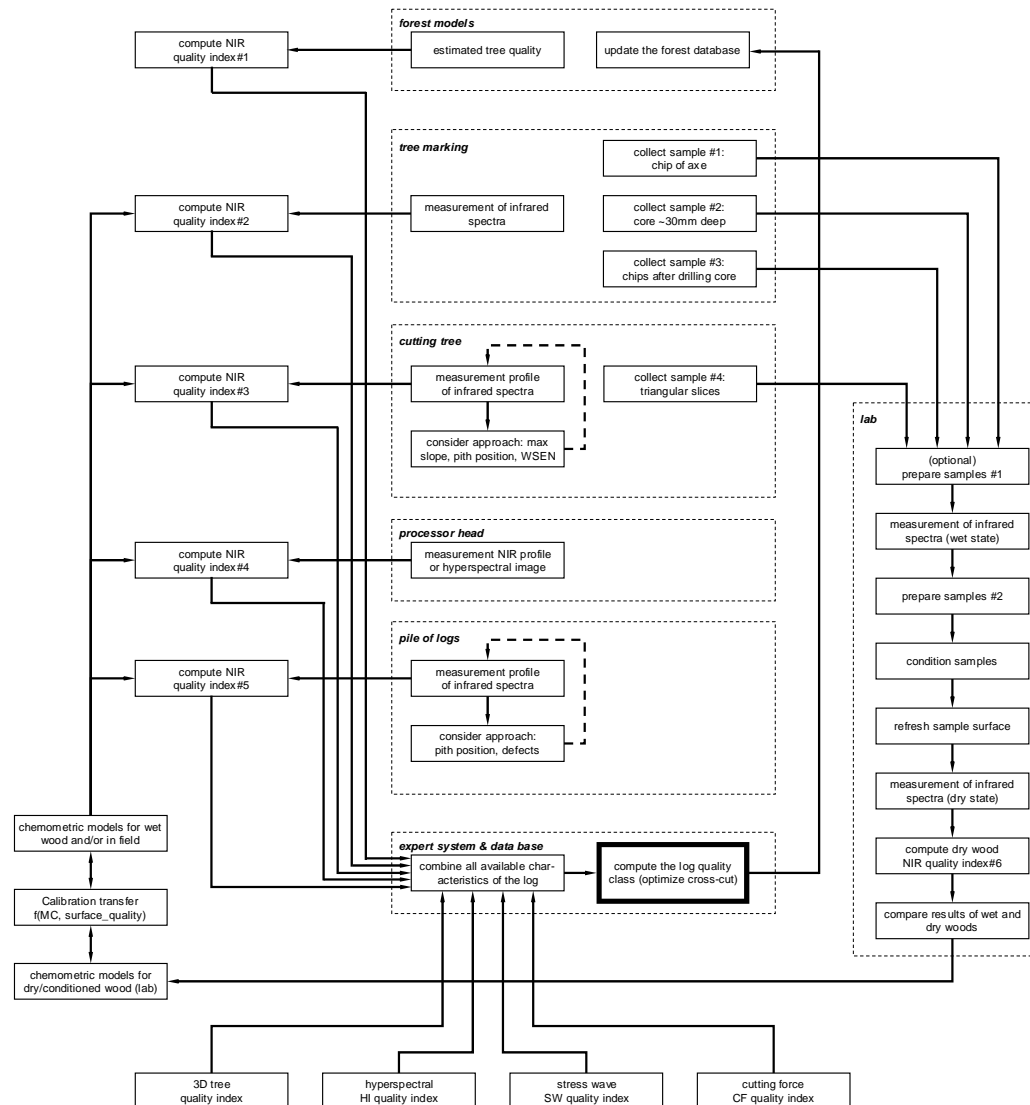 forest models
compute NIR
quality index#1
estimated tree quality
update the forest database
tree marking
collect sample #1:
chip of axe
compute NIR
quality index#2
measurement of infrared
spectra
collect sample #2:
core ~30mm deep
collect sample #3:
chips after drilling core
cutting tree
compute NIR
quality index#3
measurement profile
of infrared spectra
collect sample #4:
triangular slices
consider approach: max
slope, pith position, WSEN
lab
(optional)
prepare samples #1
measurement of infrared
spectra (wet state)
prepare samples #2
condition samples
refresh sample surface
measurement of infrared
spectra (dry state)
compute dry wood
NIR quality index#6
compare results of wet and
dry woods
processor head
compute NIR
quality index#4
measurement NIR profile
or hyperspectral image
pile of logs
compute NIR
quality index#5
measurement profile
of infrared spectra
consider approach:
pith position, defects
chemometric models for wet
wood and/or in field
Calibration transfer
f(MC, surface_quality)
chemometric models for
dry/conditioned wood (lab)
expert system & data base
combine all available char-
acteristics of the log
compute the log quality
class (optimize cross-cut)
3D tree
quality index
hyperspectral
HI quality index
stress wave
SW quality index
cutting force
CF quality index